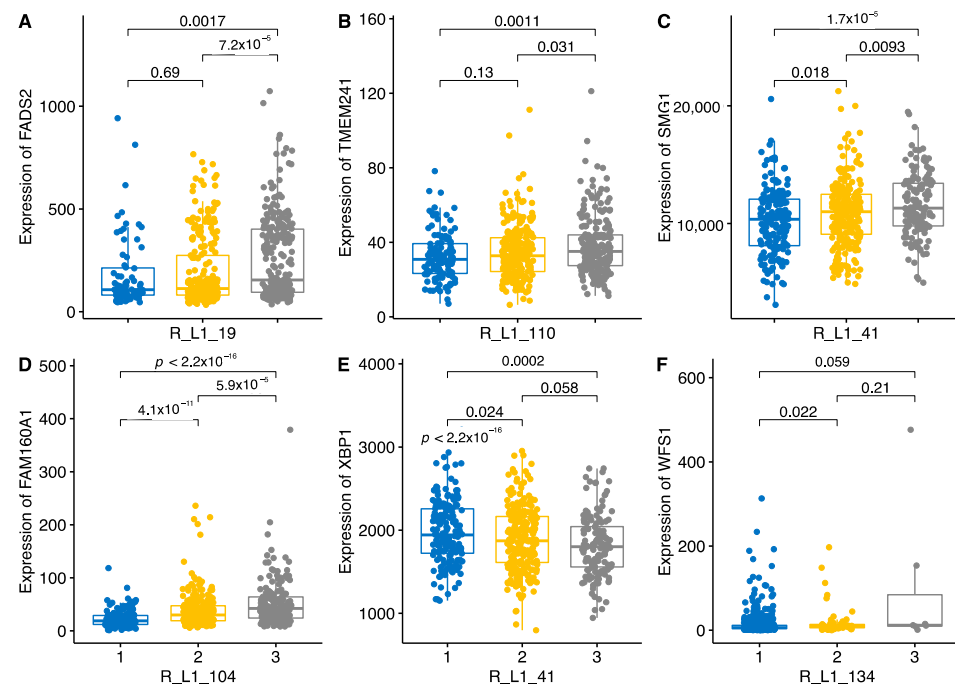 A
0.0017
7.2x10⁻⁵
0.69
Expression of FADS2
1000
500
0
R_L1_19
B
0.0011
0.031
0.13
Expression of TMEM241
160
120
80
40
0
R_L1_110
C
1.7x10⁻⁵
0.0093
0.018
Expression of SMG1
20,000
10,000
R_L1_41
D
p < 2.2x10⁻¹⁶
5.9x10⁻⁵
4.1x10⁻¹¹
Expression of FAM160A1
500
400
300
200
100
0
1 2 3
R_L1_104
E
0.0002
0.058
0.024
p < 2.2x10⁻¹⁶
Expression of XBP1
4000
3000
2000
1000
1 2 3
R_L1_41
F
0.059
0.21
0.022
Expression of WFS1
600
400
200
0
1 2 3
R_L1_134